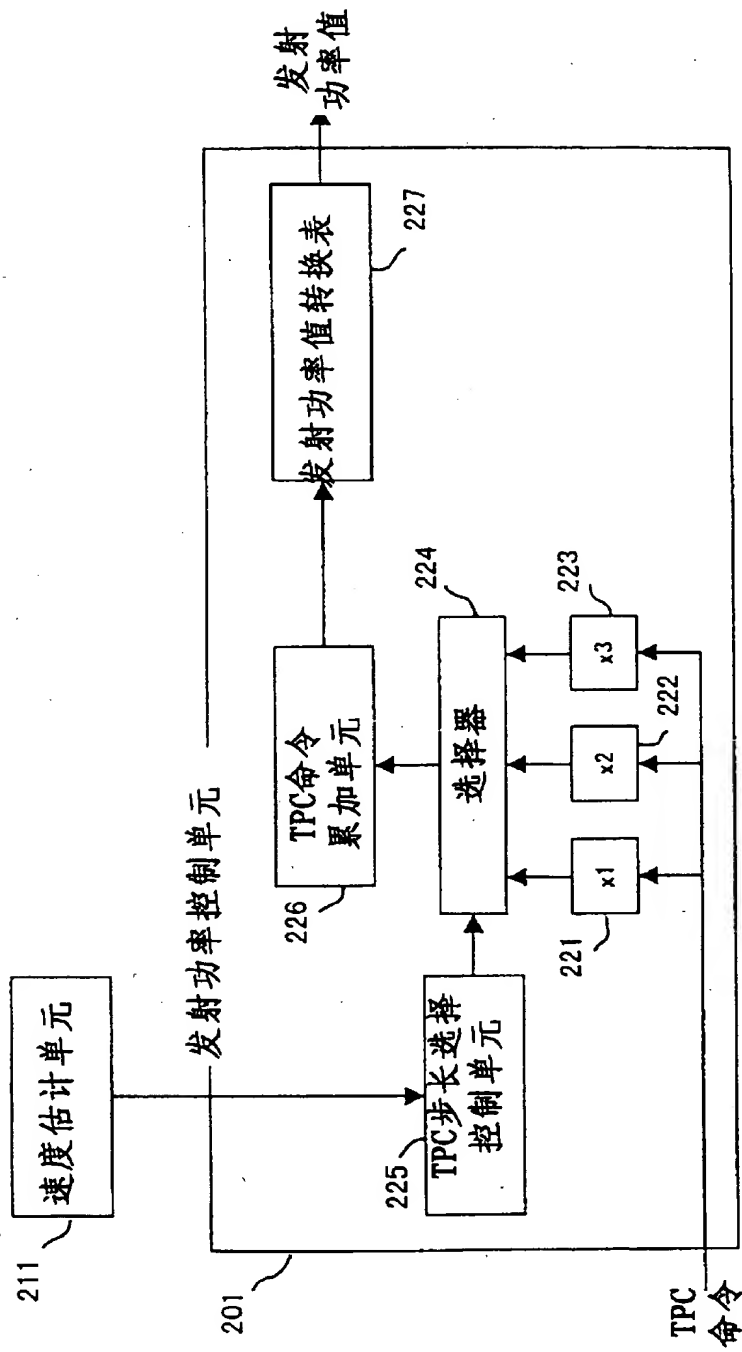 211
速度估计单元
201
发射功率控制单元
225
TPC步长选择
控制单元
226
TPC命令
累加单元
发射功率值转换表
227
发射
功率值
选择器
224
x1
221
x2
222
x3
223
TPC
命令